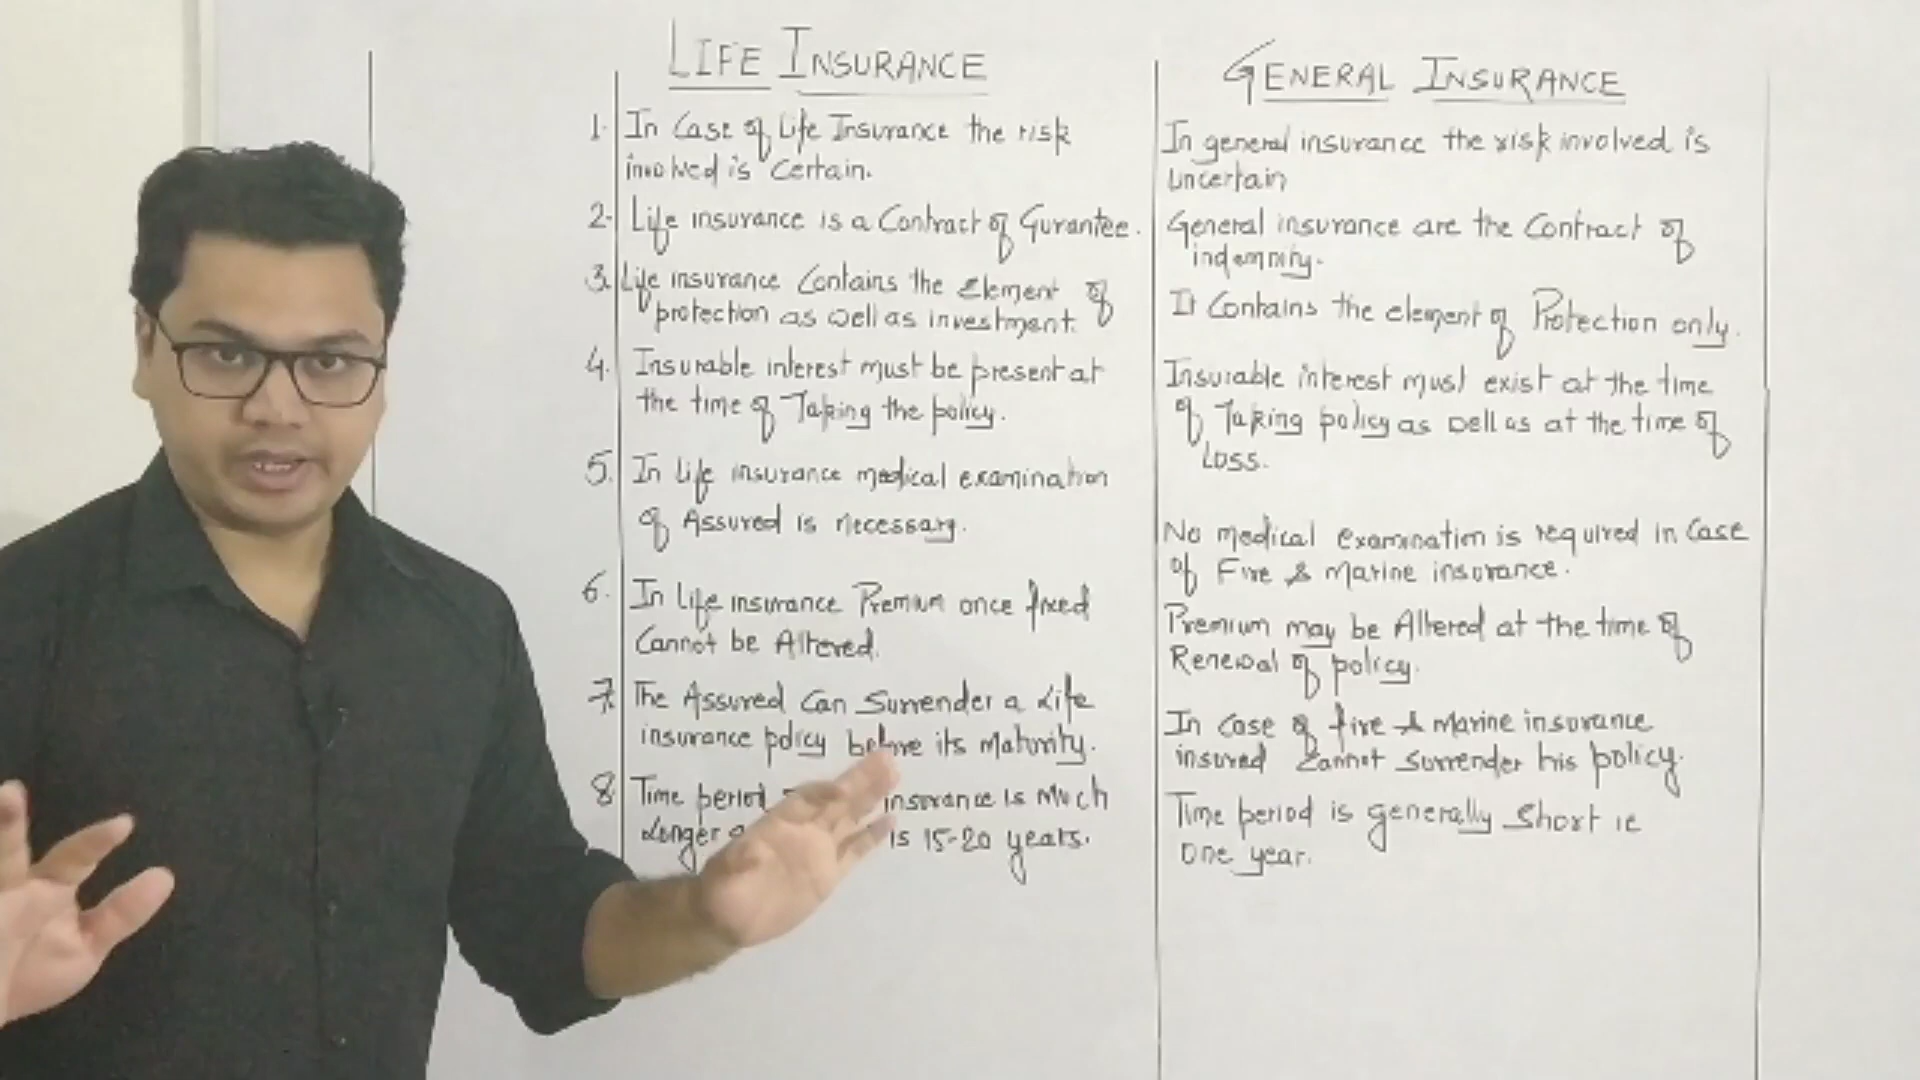 LIFE INSURANCE
1. In Case of Life Insurance the risk
involved is Certain.
2. Life insurance is a Contract of Gurantee.
3. Life insurance Contains the Element of
protection as well as investment.
4. Insurable interest must be present at
the time of Taking the policy.
5. In Life insurance medical examination
of Assured is necessary.
6. In Life insurance Premium once fixed
Cannot be Altered.
7. The Assured Can Surrender a Life
insurance policy before its Maturity.
8. Time period insurance is Much
Longer is 15-20 years.
GENERAL INSURANCE
In general insurance the risk involved is
Uncertain
General insurance are the Contract of
indemnity.
It Contains the element of Protection only.
Insurable interest must exist at the time
of Taking policy as well as at the time of
Loss.
No medical examination is required in Case
of Fire & Marine insurance.
Premium may be Altered at the time of
Renewal of policy.
In Case of fire & Marine insurance
insured Cannot Surrender his policy.
Time period is generally Short ie
One year.